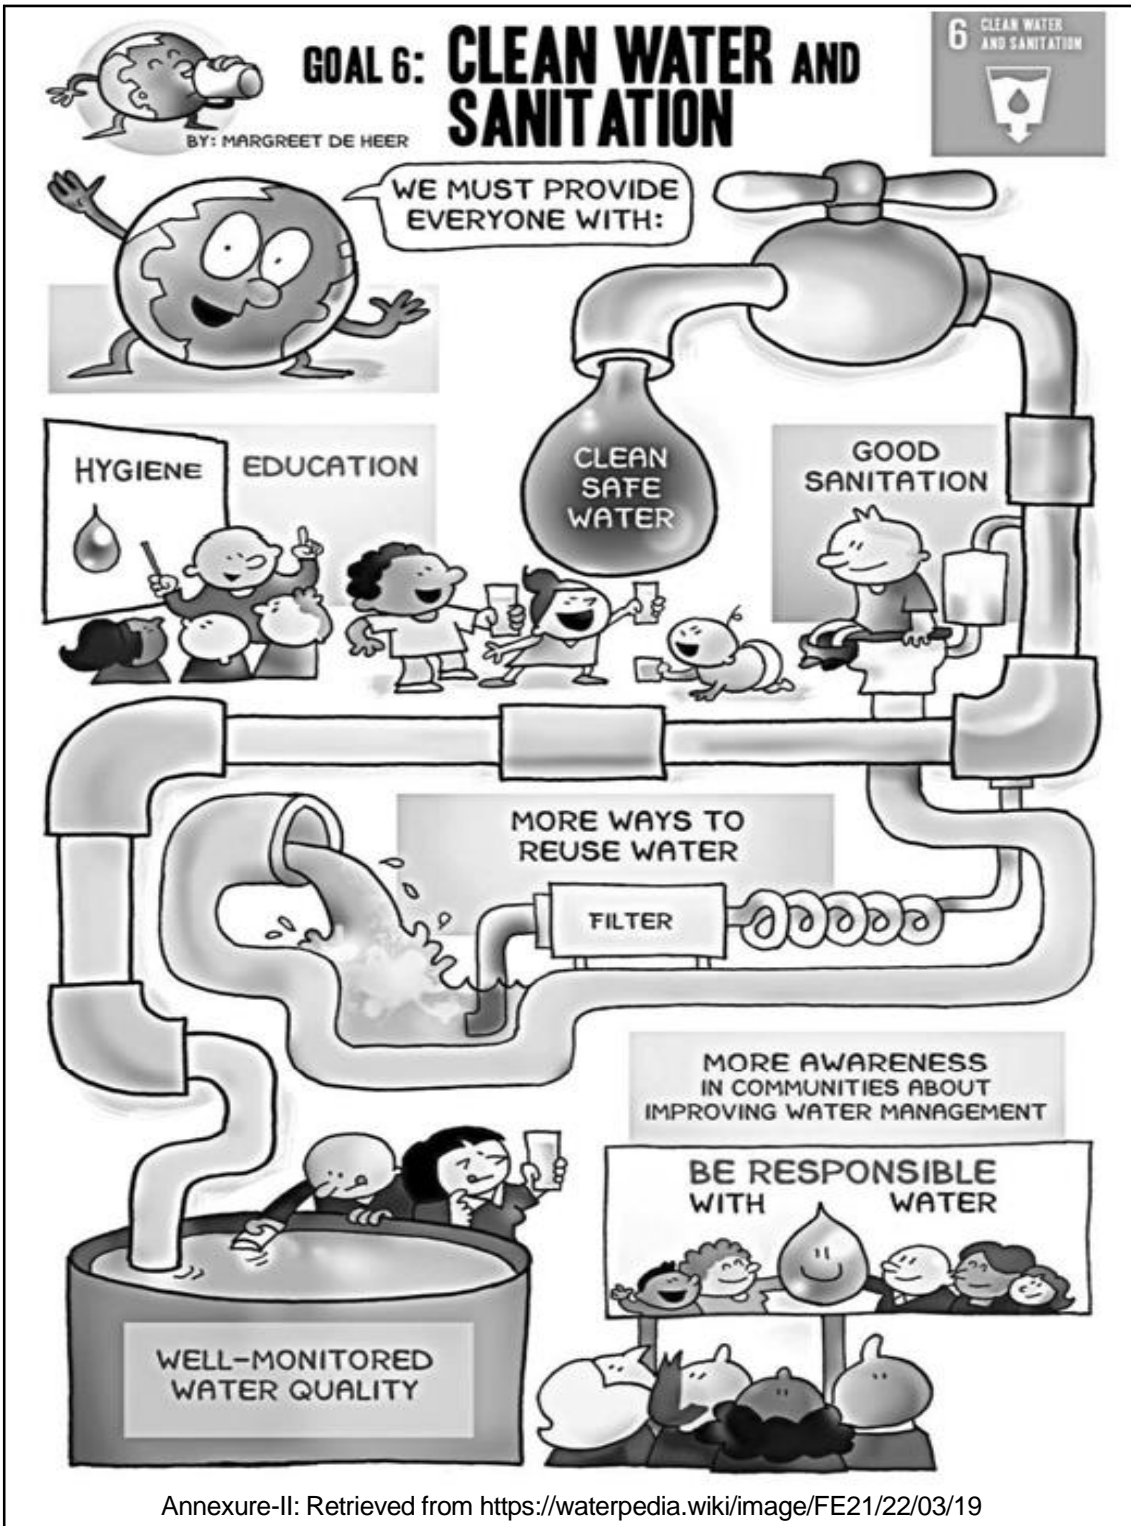 GOAL 6: CLEAN WATER AND
SANITATION
BY: MARGREET DE HEER
6 CLEAN WATER
AND SANITATION
WE MUST PROVIDE
EVERYONE WITH:
HYGIENE EDUCATION
CLEAN
SAFE
WATER
GOOD
SANITATION
MORE WAYS TO
REUSE WATER
FILTER
MORE AWARENESS
IN COMMUNITIES ABOUT
IMPROVING WATER MANAGEMENT
BE RESPONSIBLE
WITH WATER
WELL-MONITORED
WATER QUALITY
Annexure-II: Retrieved from https://waterpedia.wiki/image/FE21/22/03/19